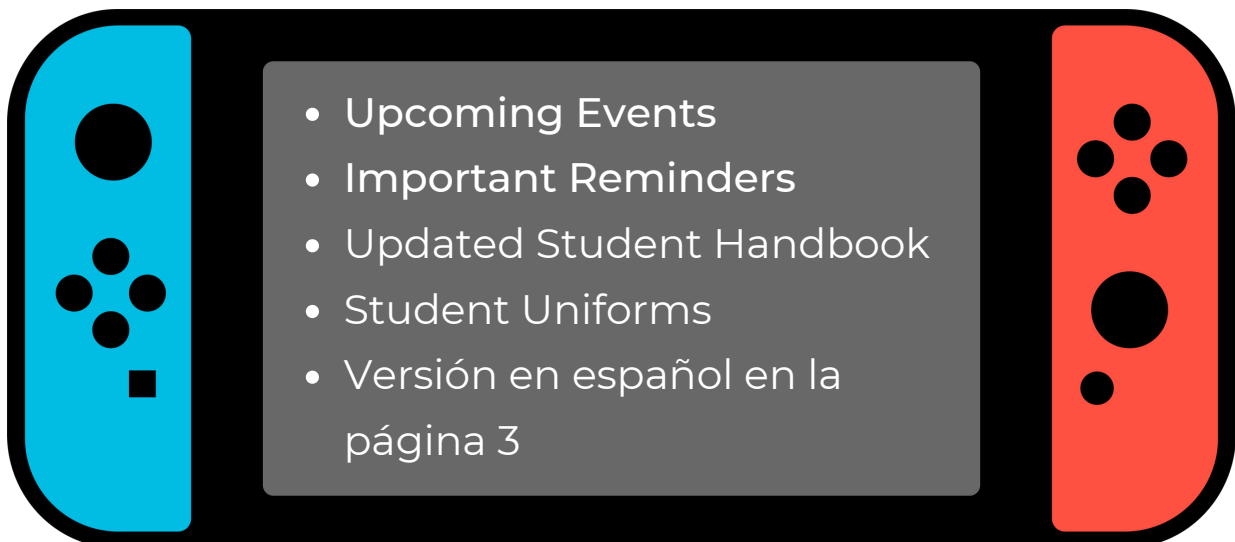 • Upcoming Events
• Important Reminders
• Updated Student Handbook
• Student Uniforms
• Versión en español en la
página 3